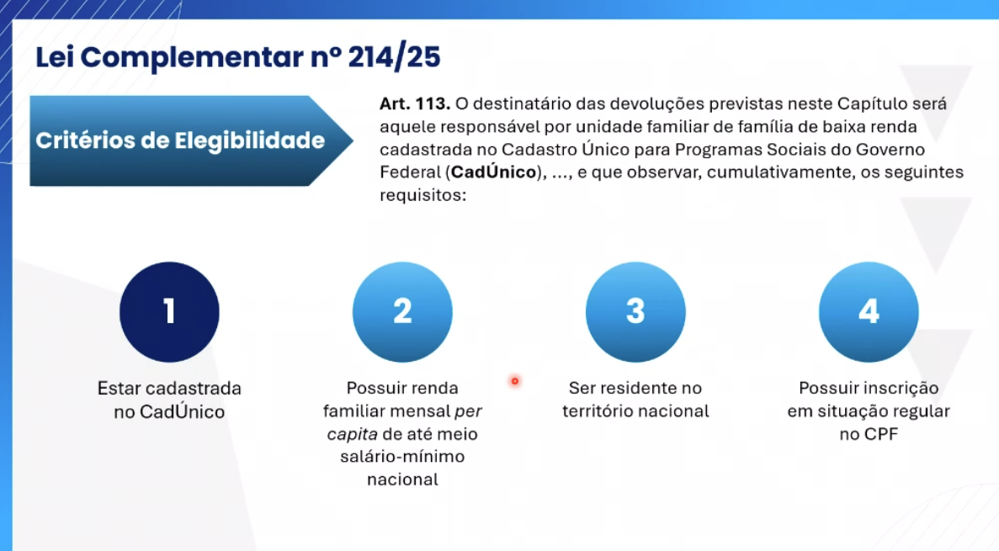 Lei Complementar nº 214/25
Critérios de Elegibilidade
Art. 113. O destinatário das devoluções previstas neste Capítulo será
aquele responsável por unidade familiar de família de baixa renda
cadastrada no Cadastro Único para Programas Sociais do Governo
Federal (CadÚnico), ..., e que observar, cumulativamente, os seguintes
requisitos:
1
Estar cadastrada
no CadÚnico
2
Possuir renda
familiar mensal per
capita de até meio
salário-mínimo
nacional
3
Ser residente no
território nacional
4
Possuir inscrição
em situação regular
no CPF